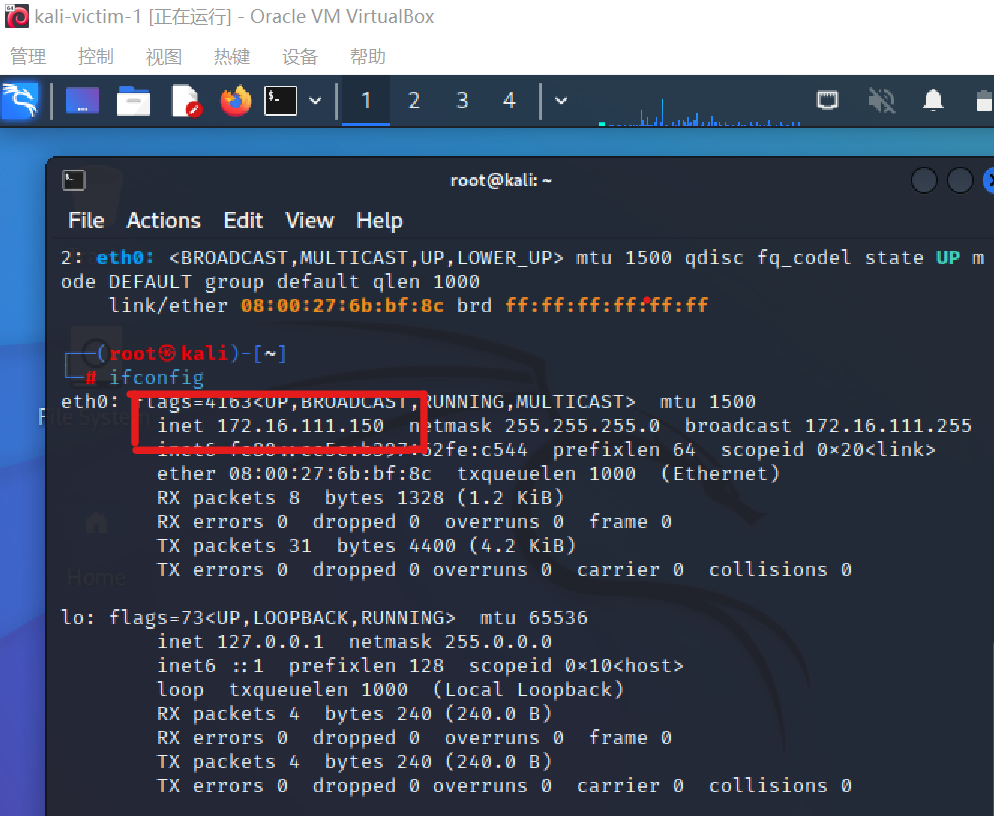 kali-victim-1 [正在运行] - Oracle VM VirtualBox
管理 控制 视图 热键 设备 帮助
1 2 3 4
root@kali: ~
File Actions Edit View Help
2: eth0: <BROADCAST,MULTICAST,UP,LOWER_UP> mtu 1500 qdisc fq_codel state UP m
ode DEFAULT group default qlen 1000
link/ether 08:00:27:6b:bf:8c brd ff:ff:ff:ff:ff:ff
(root㉿kali)-[~]
# ifconfig
eth0: flags=4163<UP,BROADCAST,RUNNING,MULTICAST> mtu 1500
inet 172.16.111.150 netmask 255.255.255.0 broadcast 172.16.111.255
prefixlen 64 scopeid 0×20<link>
ether 08:00:27:6b:bf:8c txqueuelen 1000 (Ethernet)
RX packets 8 bytes 1328 (1.2 KiB)
RX errors 0 dropped 0 overruns 0 frame 0
TX packets 31 bytes 4400 (4.2 KiB)
TX errors 0 dropped 0 overruns 0 carrier 0 collisions 0
Home
lo: flags=73<UP,LOOPBACK,RUNNING> mtu 65536
inet 127.0.0.1 netmask 255.0.0.0
inet6 ::1 prefixlen 128 scopeid 0×10<host>
loop txqueuelen 1000 (Local Loopback)
RX packets 4 bytes 240 (240.0 B)
RX errors 0 dropped 0 overruns 0 frame 0
TX packets 4 bytes 240 (240.0 B)
TX errors 0 dropped 0 overruns 0 carrier 0 collisions 0